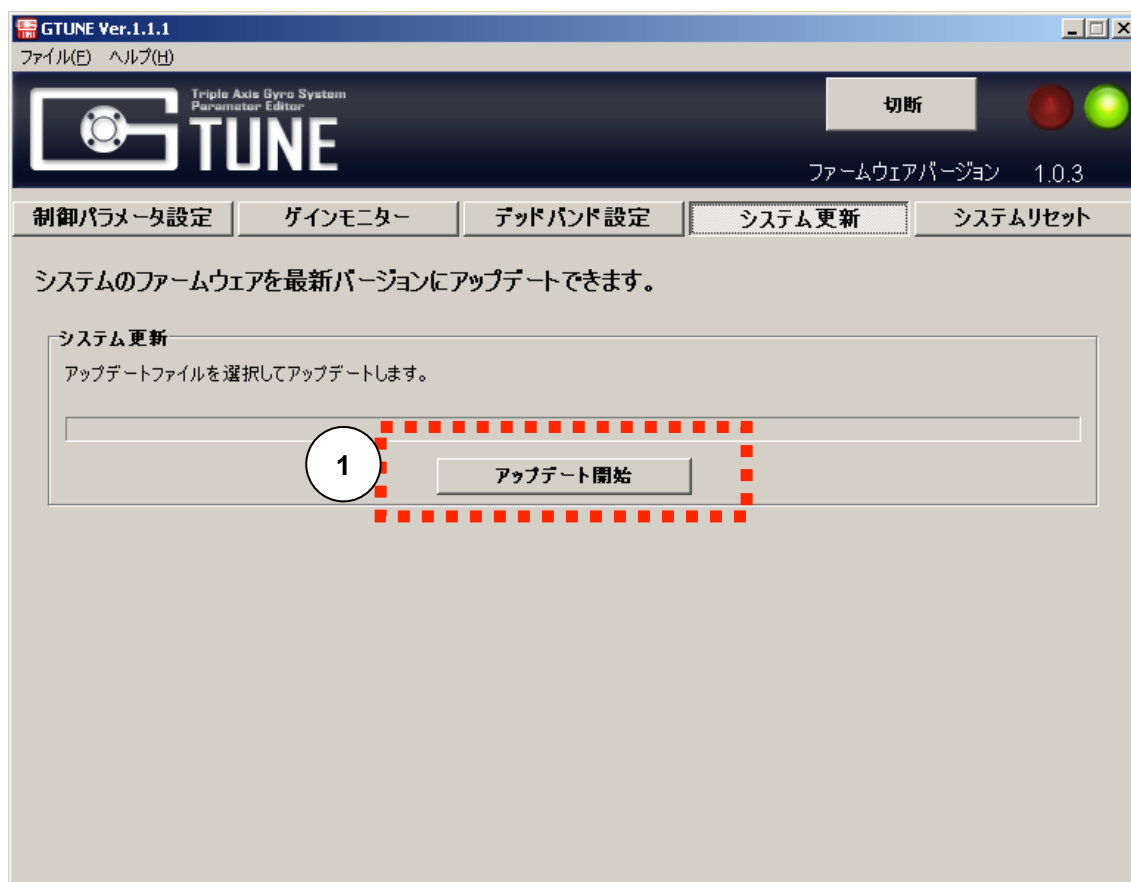 GTUNE Ver.1.1.1
ファイル(F) ヘルプ(H)
Triple Axis Gyro System
Parameter Editor
G TUNE
切断
ファームウェアバージョン 1.0.3
制御パラメータ設定 ゲインモニター デッドバンド設定 システム更新 システムリセット
システムのファームウェアを最新バージョンにアップデートできます。
システム更新
アップデートファイルを選択してアップデートします。
1
アップデート開始